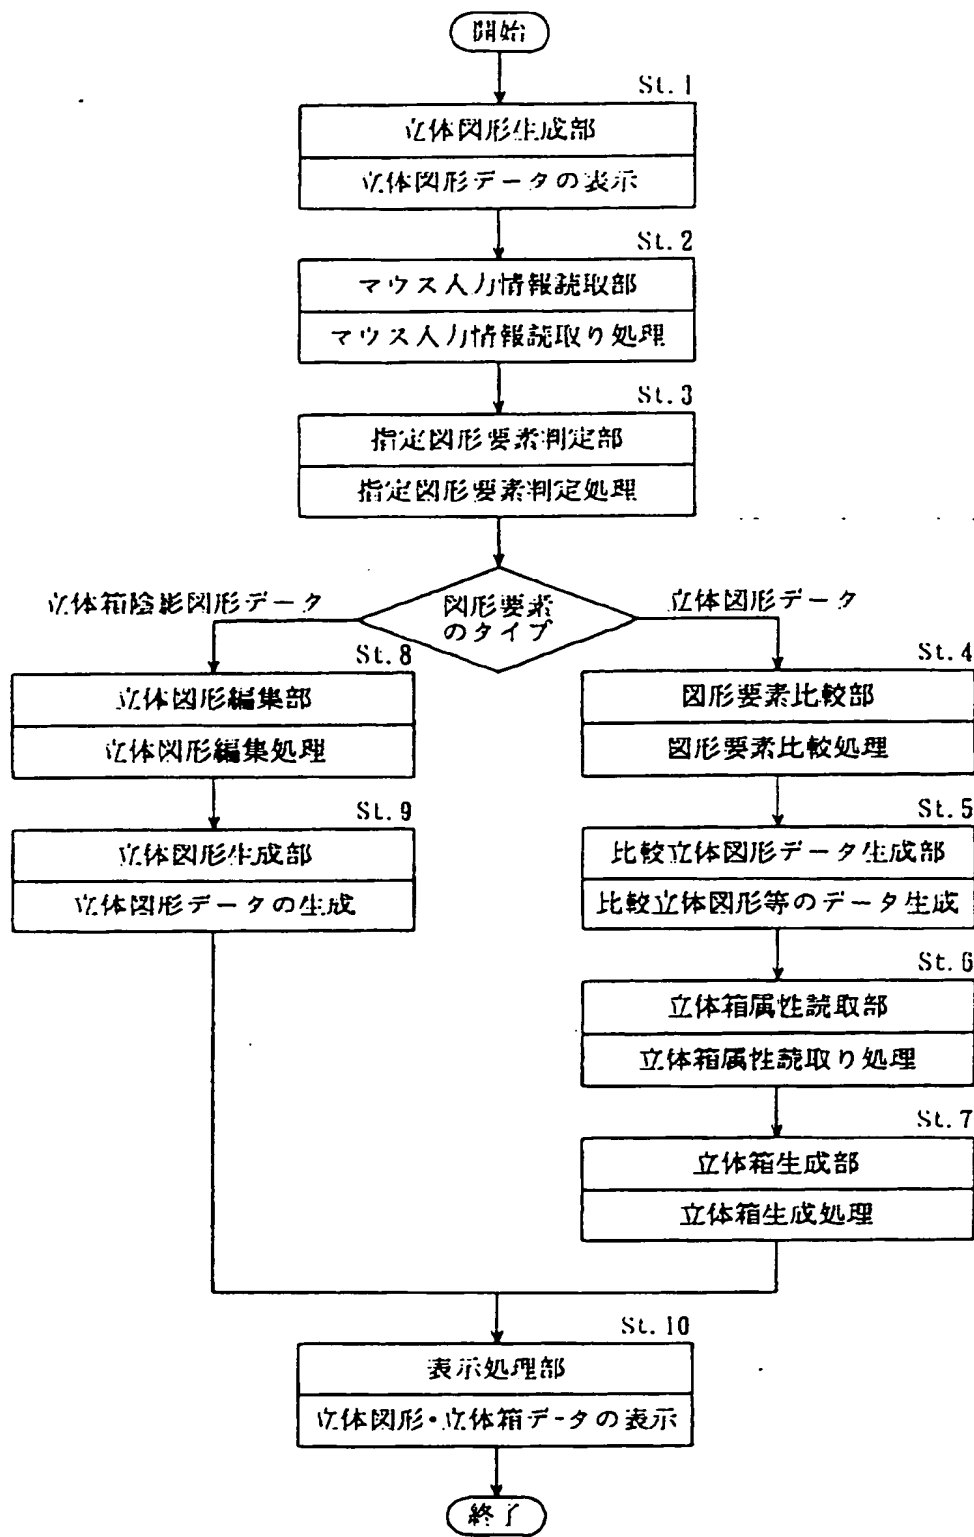 開始
St.1
立体図形生成部
立体図形データの表示
St.2
マウス入力情報読取部
マウス入力情報読取り処理
St.3
指定図形要素判定部
指定図形要素判定処理
図形要素
のタイプ
立体箱陰影図形データ
St.8
立体図形編集部
立体図形編集処理
St.9
立体図形生成部
立体図形データの生成
立体図形データ
St.4
図形要素比較部
図形要素比較処理
St.5
比較立体図形データ生成部
比較立体図形等のデータ生成
St.6
立体箱属性読取部
立体箱属性読取り処理
St.7
立体箱生成部
立体箱生成処理
St.10
表示処理部
立体図形・立体箱データの表示
終了